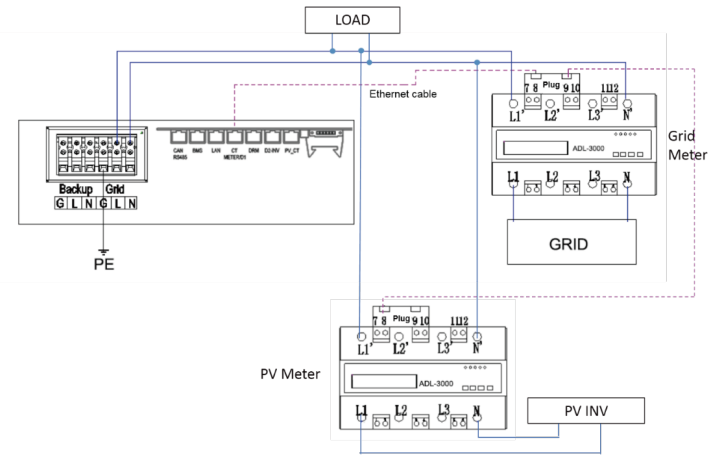 LOAD
Ethernet cable
7 8 Plug 9 10 11 12
L1' L2' L3' N'
ADL-3000
Grid
Meter
L1 L2 L3 N
GRID
CAN BMS LAN CT DRM D2-INV PV_CT
RS485 METER/D1
Backup Grid
G L N G L N
PE
7 8 Plug 9 10 11 12
L1' L2' L3' N'
PV Meter
ADL-3000
L1 L2 L3 N
PV INV